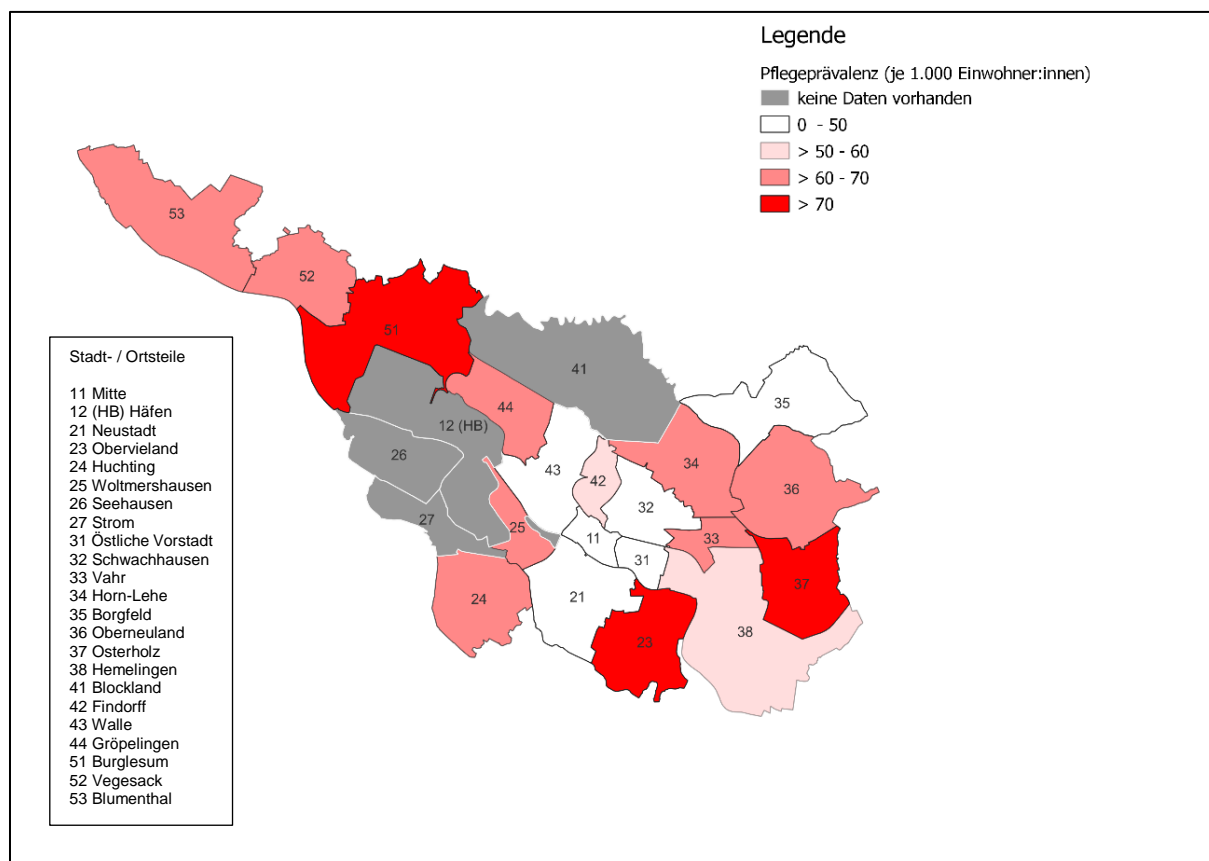 Legende
Pflegeprävalenz (je 1.000 Einwohner:innen)
keine Daten vorhanden
0 - 50
> 50 - 60
> 60 - 70
> 70
53
52
51
41
35
44
12 (HB)
34
36
26
43
42
32
27
25
11
33
31
37
24
21
23
38
Stadt- / Ortsteile
11 Mitte
12 (HB) Häfen
21 Neustadt
23 Obervieland
24 Huchting
25 Woltmershausen
26 Seehausen
27 Strom
31 Östliche Vorstadt
32 Schwachhausen
33 Vahr
34 Horn-Lehe
35 Borgfeld
36 Oberneuland
37 Osterholz
38 Hemelingen
41 Blockland
42 Findorff
43 Walle
44 Gröpelingen
51 Burglesum
52 Vegesack
53 Blumenthal